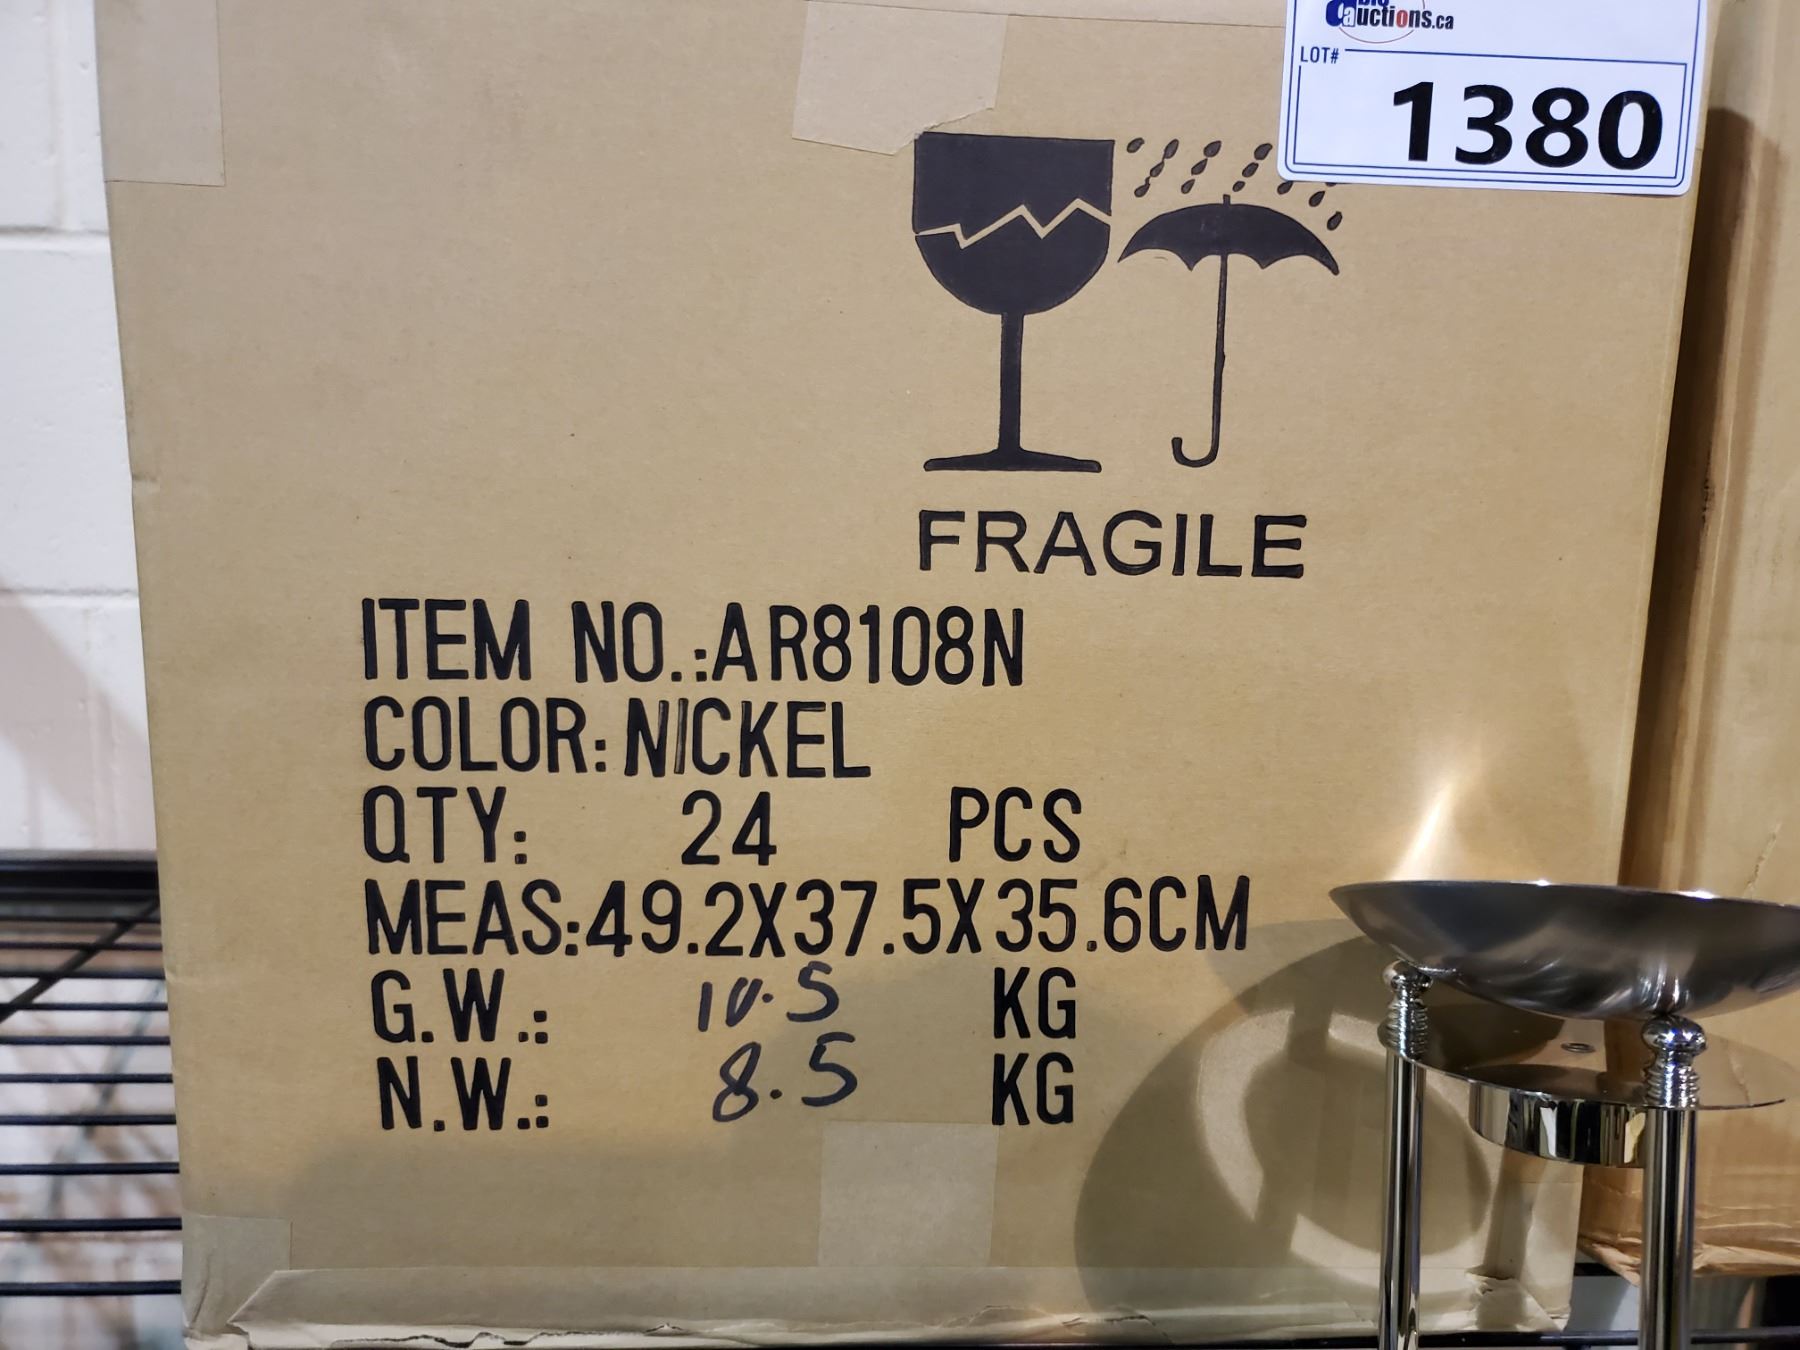 auctions.ca
LOT#
1380
FRAGILE
ITEM NO.:AR8108N
COLOR:NICKEL
QTY: 24 PCS
MEAS:49.2X37.5X35.6CM
G.W.: 10.5 KG
N.W.: 8.5 KG